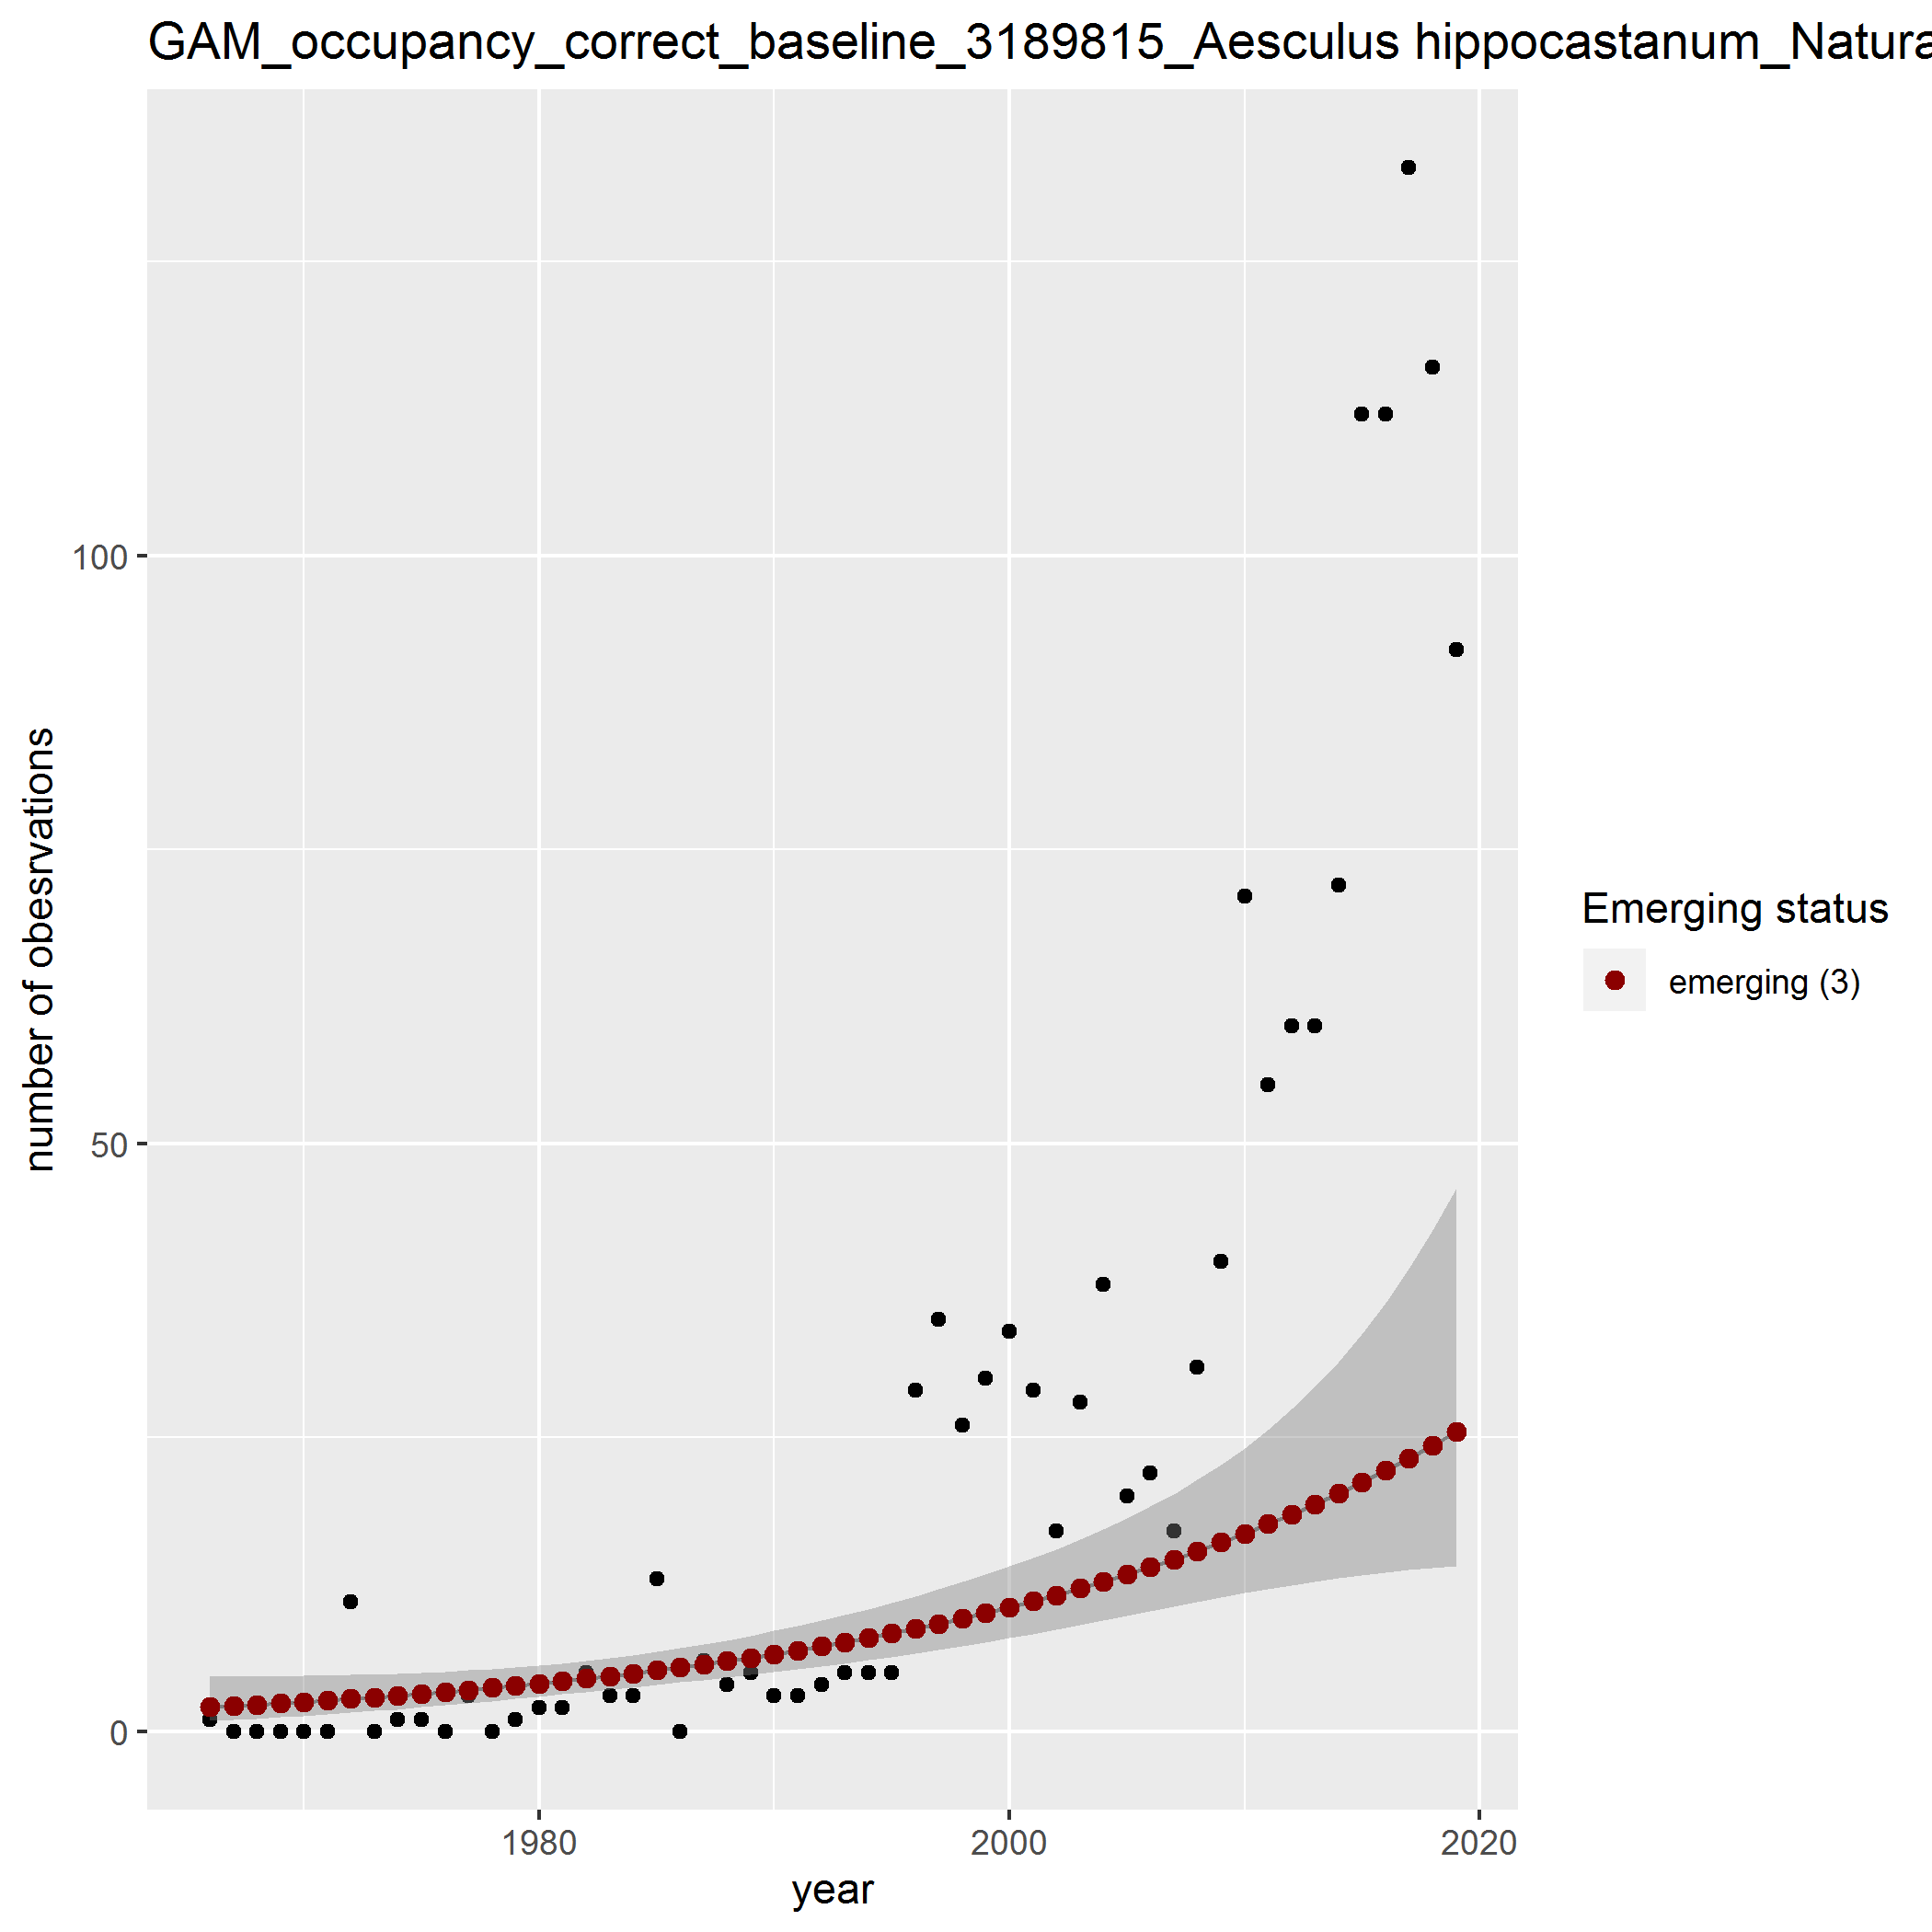 GAM_occupancy_correct_baseline_3189815_Aesculus hippocastanum_Natura
number of obesrvations
100
50
0
1980
2000
2020
year
Emerging status
emerging (3)